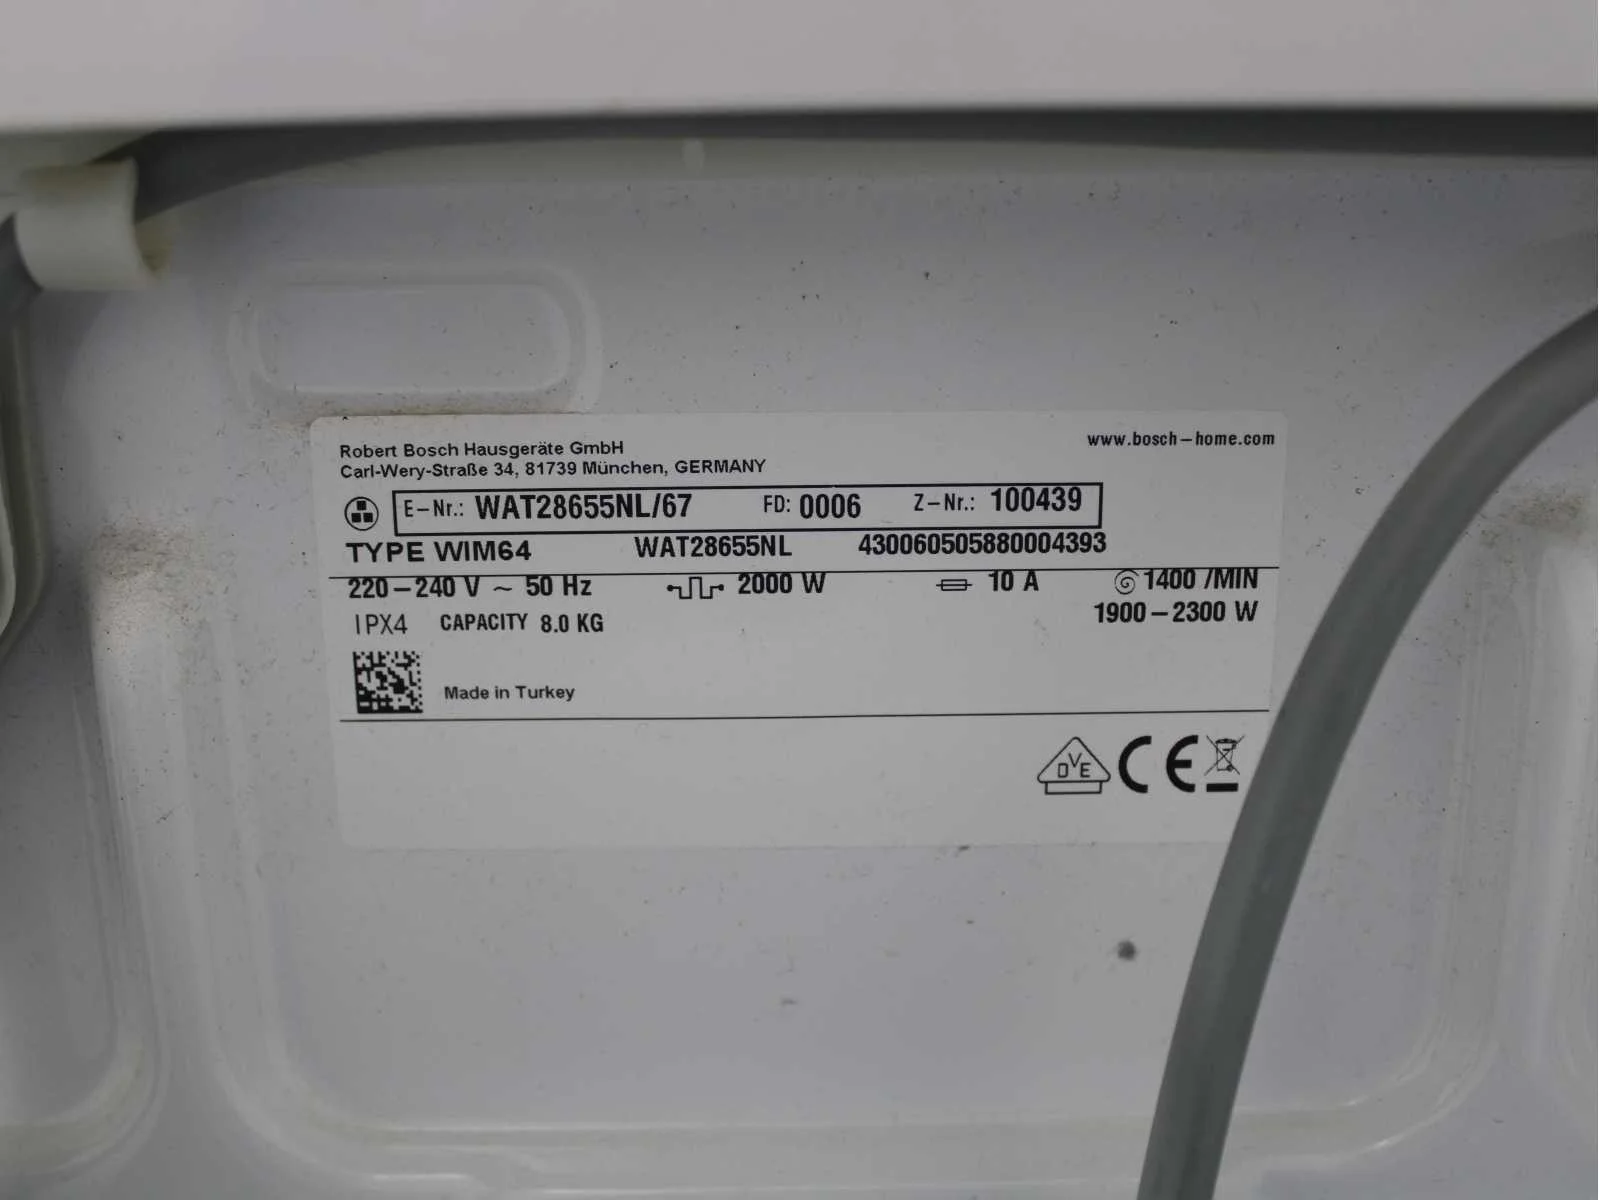 Robert Bosch Hausgeräte GmbH
www.bosch-home.com
Carl-Wery-Straße 34, 81739 München, GERMANY
E-Nr.: WAT28655NL/67 FD: 0006 Z-Nr.: 100439
TYPE WIM64 WAT28655NL 430060505880004393
220-240 V ~ 50 Hz 2000 W 10 A 1400 /MIN
1900-2300 W
IPX4 CAPACITY 8.0 KG
Made in Turkey
DVE CE